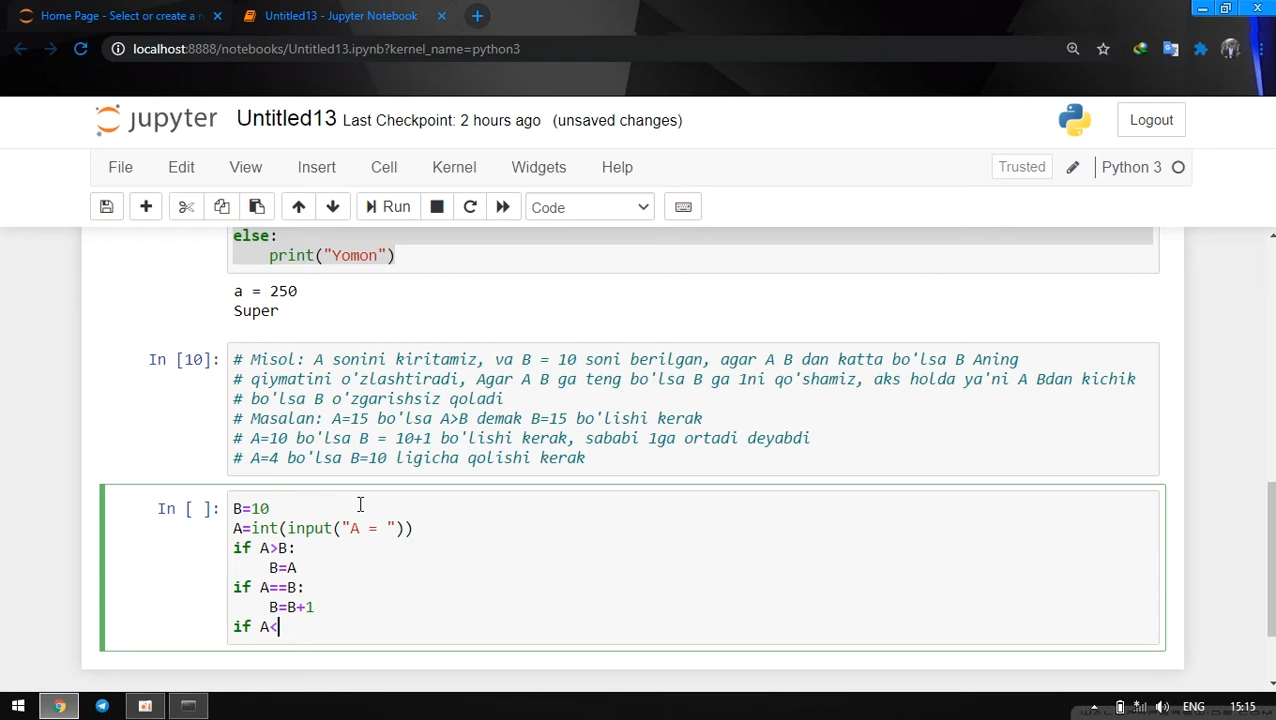 Home Page - Select or create a n
Untitled13 - Jupyter Notebook
localhost:8888/notebooks/Untitled13.ipynb?kernel_name=python3
jupyter Untitled13 Last Checkpoint: 2 hours ago (unsaved changes)
Logout
File Edit View Insert Cell Kernel Widgets Help
Trusted Python 3
Run Code
else:
    print("Yomon")
a = 250
Super
In [10]: # Misol: A sonini kiritamiz, va B = 10 soni berilgan, agar A B dan katta bo'lsa B Aning
# qiymatini o'zlashtiradi, Agar A B ga teng bo'lsa B ga 1ni qo'shamiz, aks holda ya'ni A Bdan kichik
# bo'lsa B o'zgarishsiz qoladi
# Masalan: A=15 bo'lsa A>B demak B=15 bo'lishi kerak
# A=10 bo'lsa B = 10+1 bo'lishi kerak, sababi 1ga ortadi deyabdi
# A=4 bo'lsa B=10 ligicha qolishi kerak
In [ ]: B=10
A=int(input("A = "))
if A>B:
    B=A
if A==B:
    B=B+1
if A<
ENG 15:15